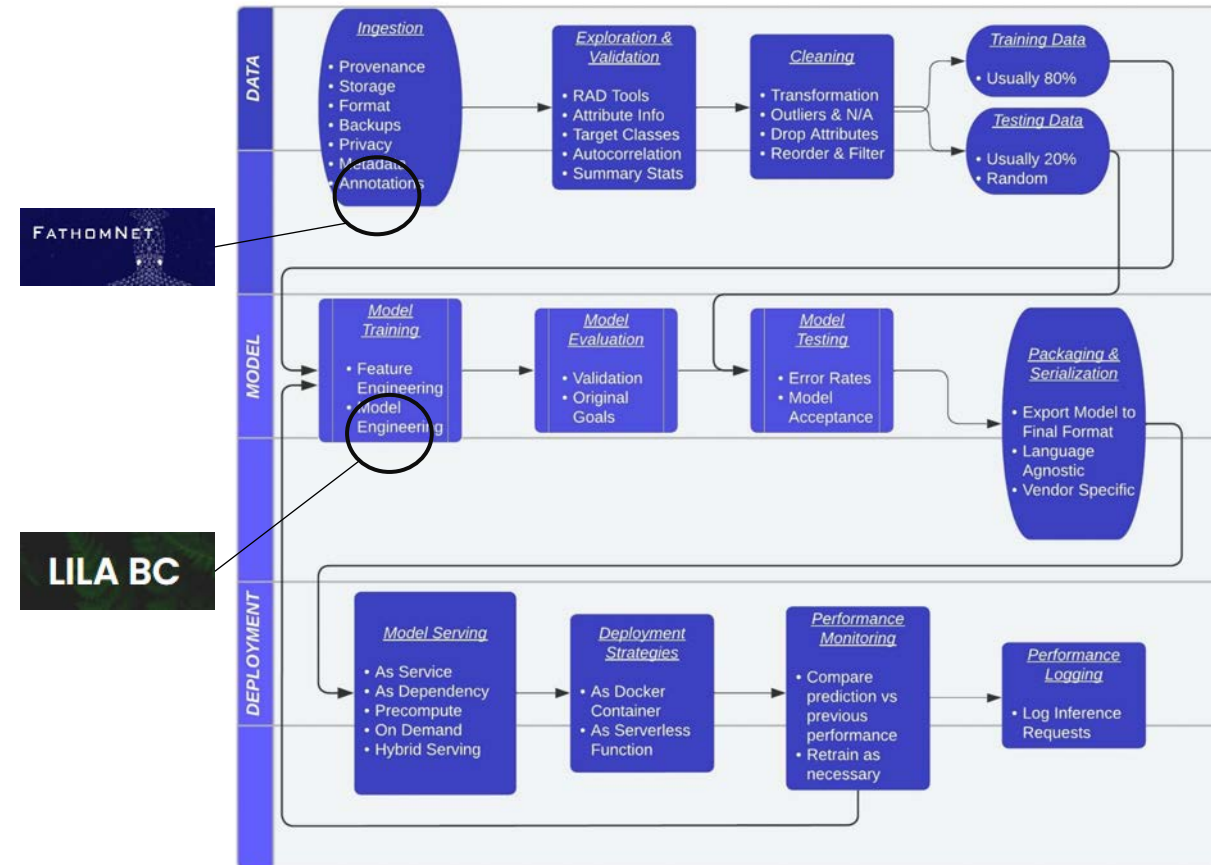 DATA
Ingestion
• Provenance
• Storage
• Format
• Backups
• Privacy
• Metadata
• Annotations
Exploration &
Validation
• RAD Tools
• Attribute Info
• Target Classes
• Autocorrelation
• Summary Stats
Cleaning
• Transformation
• Outliers & N/A
• Drop Attributes
• Reorder & Filter
Training Data
• Usually 80%
Testing Data
• Usually 20%
• Random
FATHOMNET
MODEL
Model
Training
• Feature
Engineering
• Model
Engineering
Model
Evaluation
• Validation
• Original
Goals
Model
Testing
• Error Rates
• Model
Acceptance
Packaging &
Serialization
• Export Model to
Final Format
• Language
Agnostic
• Vendor Specific
LILA BC
DEPLOYMENT
Model Serving
• As Service
• As Dependency
• Precompute
• On Demand
• Hybrid Serving
Deployment
Strategies
• As Docker
Container
• As Serverless
Function
Performance
Monitoring
• Compare
prediction vs
previous
performance
• Retrain as
necessary
Performance
Logging
• Log Inference
Requests